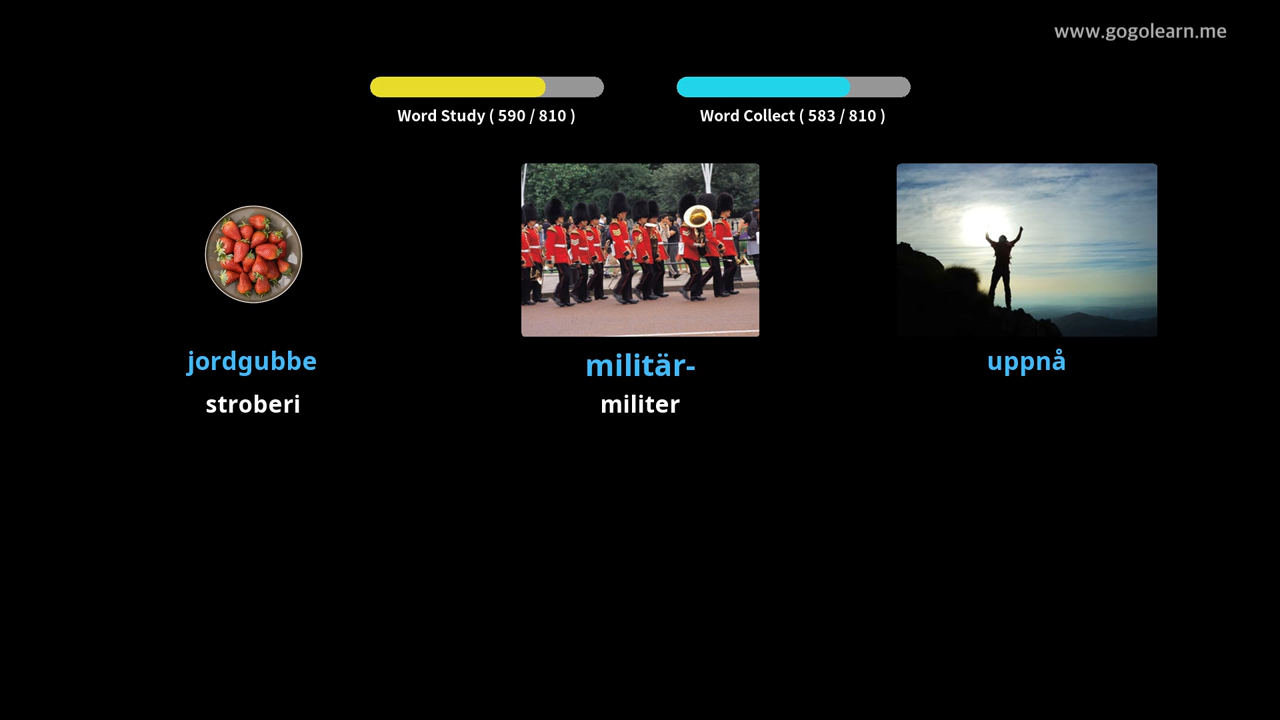 www.gogolearn.me
Word Study ( 590 / 810 )
Word Collect ( 583 / 810 )
jordgubbe
militär-
uppnå
stroberi
militer